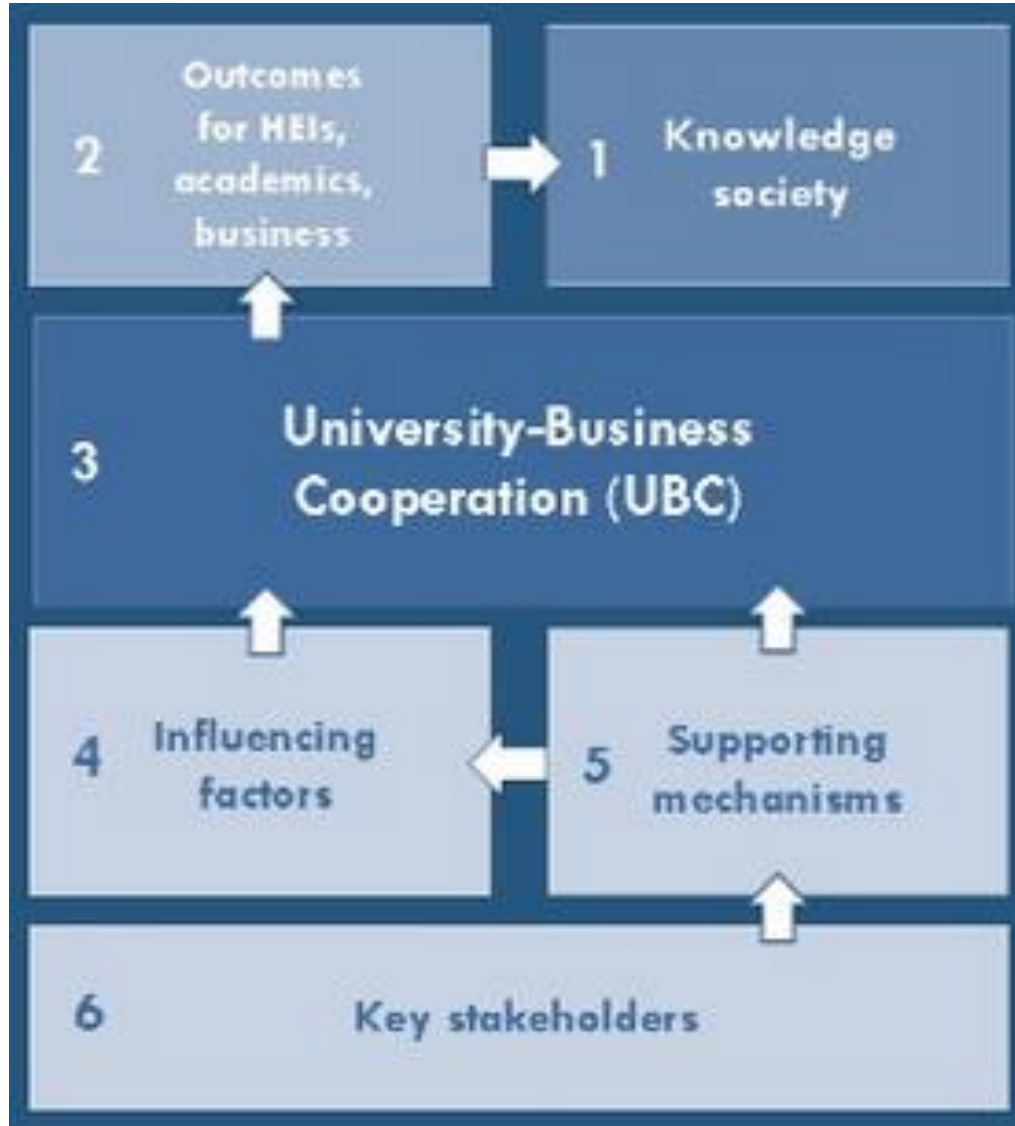 2
Outcomes
for HEIs,
academics,
business
1
Knowledge
society
3
University-Business
Cooperation (UBC)
4
Influencing
factors
5
Supporting
mechanisms
6
Key stakeholders